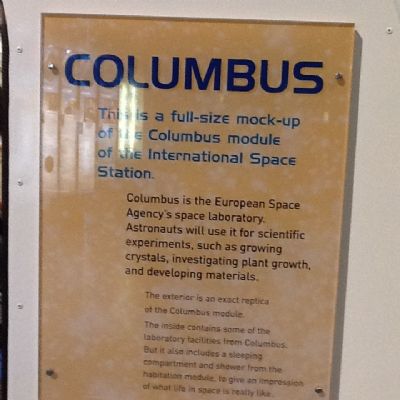 COLUMBUS
This is a full-size mock-up
of the Columbus module
of the International Space
Station.
Columbus is the European Space
Agency's space laboratory.
Astronauts will use it for scientific
experiments, such as growing
crystals, investigating plant growth,
and developing materials.
The exterior is an exact replica
of the Columbus module.
The inside contains some of the
laboratory facilities from Columbus.
But it also includes a sleeping
compartment and shower from the
habitation module, to give an impression
of what life in space is really like.